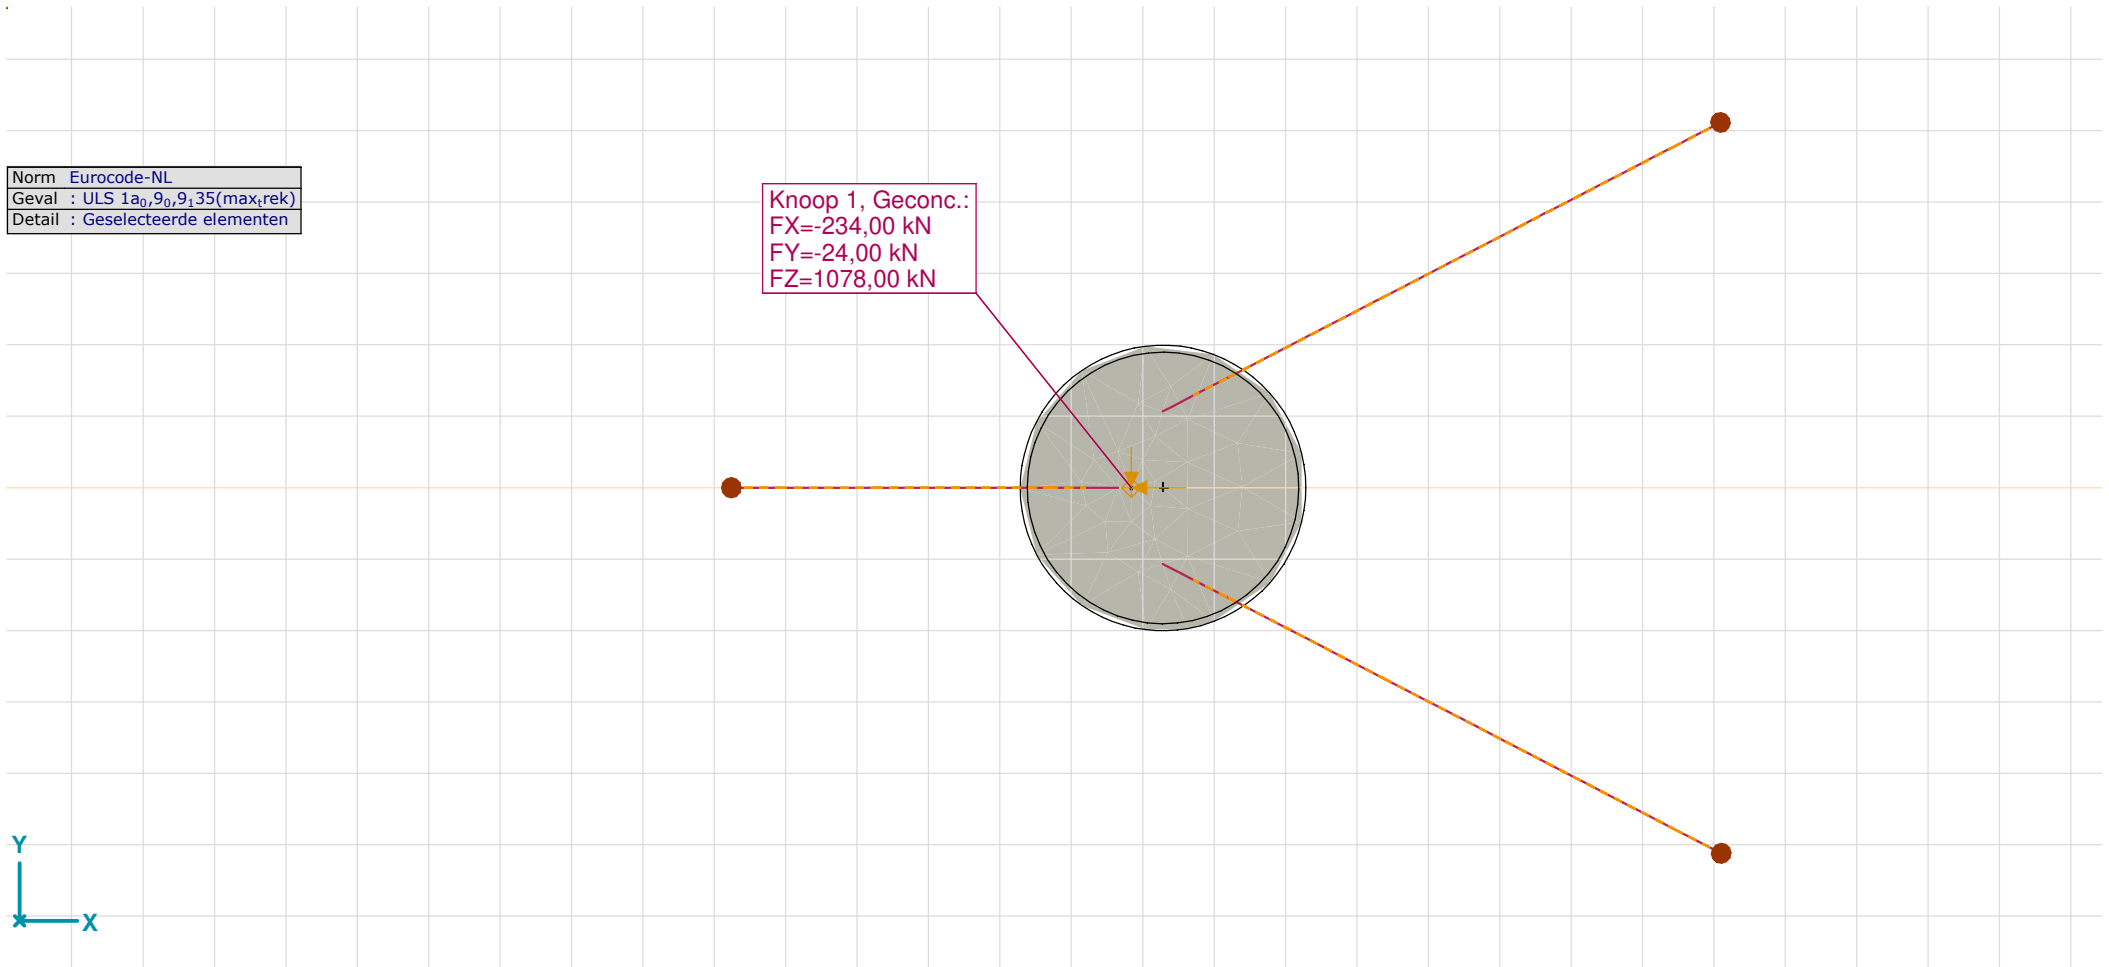 Norm Eurocode-NL
Geval : ULS 1a₀,9₀,9₁35(maxₜrek)
Detail : Geselecteerde elementen
Knoop 1, Geconc.:
FX=-234,00 kN
FY=-24,00 kN
FZ=1078,00 kN
Y
X